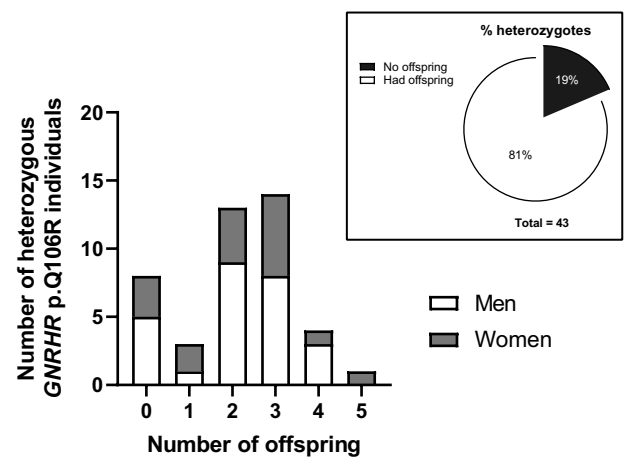 % heterozygotes
No offspring
Had offspring
19%
81%
Total = 43
Number of heterozygous
GNRHR p.Q106R individuals
20
15
10
5
0
0 1 2 3 4 5
Number of offspring
Men
Women